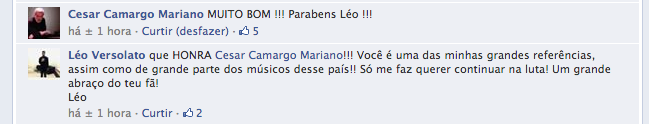 Cesar Camargo Mariano MUITO BOM !!! Parabens Léo !!!
há ± 1 hora · Curtir (desfazer) · 5
Léo Versolato que HONRA Cesar Camargo Mariano!!! Você é uma das minhas grandes referências,
assim como de grande parte dos músicos desse país!! Só me faz querer continuar na luta! Um grande
abraço do teu fã!
Léo
há ± 1 hora · Curtir · 2